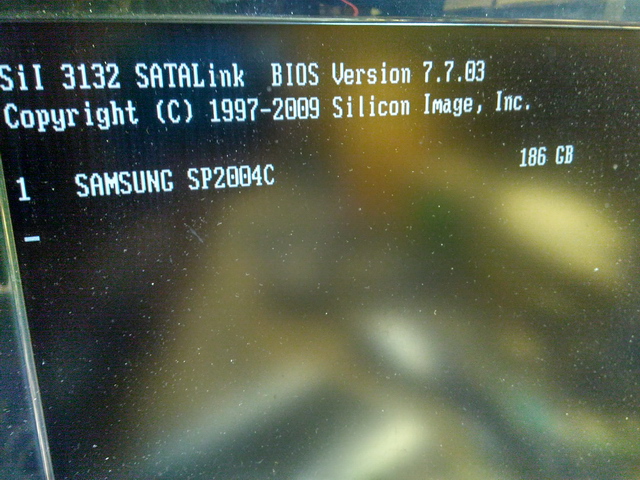 SiI 3132 SATALink BIOS Version 7.7.03
Copyright (C) 1997-2009 Silicon Image, Inc.
1 SAMSUNG SP2004C 186 GB